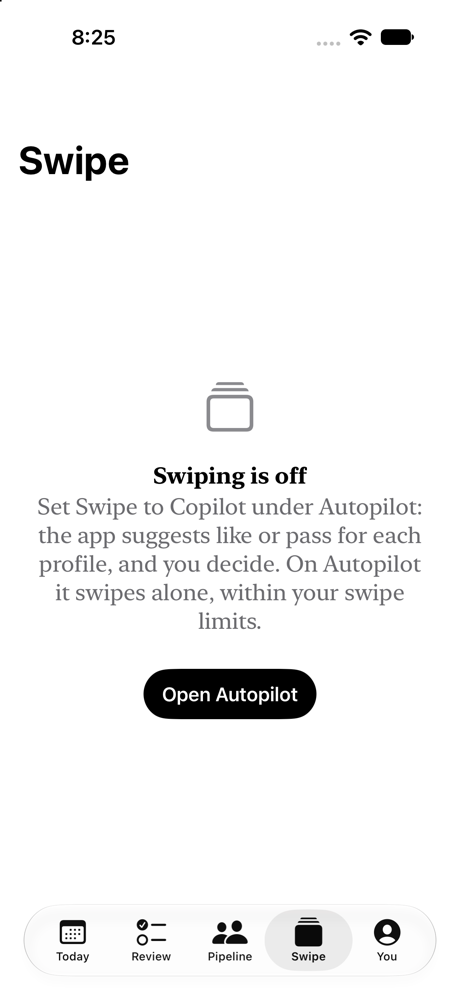 8:25
Swipe
Swiping is off
Set Swipe to Copilot under Autopilot:
the app suggests like or pass for each
profile, and you decide. On Autopilot
it swipes alone, within your swipe
limits.
Open Autopilot
Today
Review
Pipeline
Swipe
You